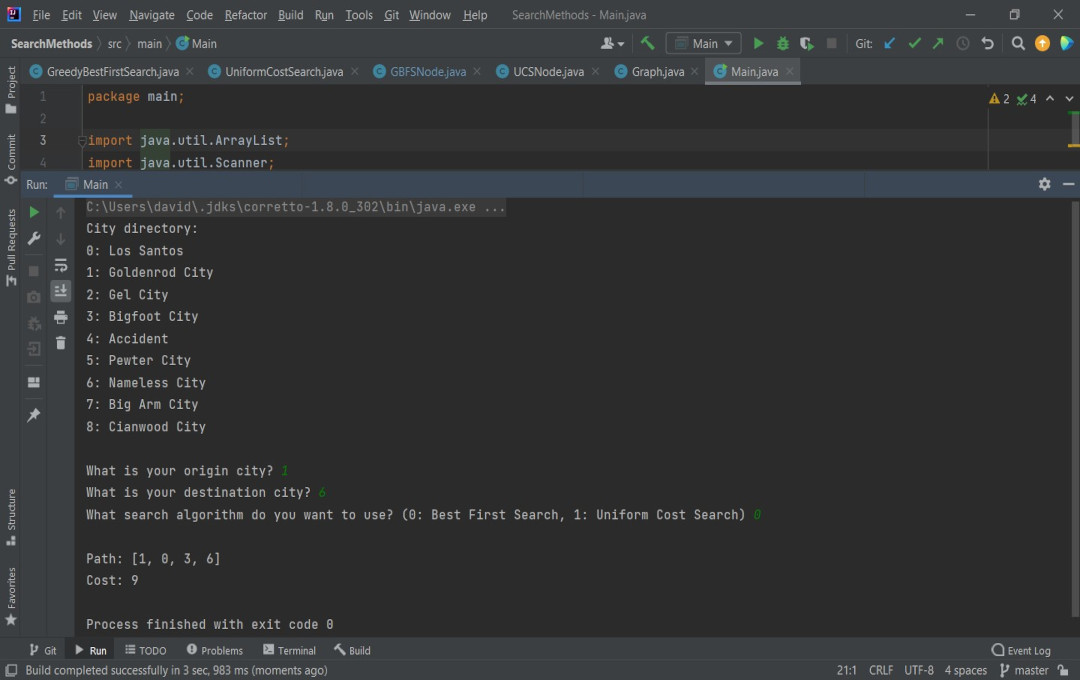 File Edit View Navigate Code Refactor Build Run Tools Git Window Help SearchMethods - Main.java
SearchMethods src main Main Main Git:
GreedyBestFirstSearch.java UniformCostSearch.java GBFSNode.java UCSNode.java Graph.java Main.java
Project
Commit
Pull Requests
Structure
Favorites
1 package main;
2 4
2
3 import java.util.ArrayList;
4 import java.util.Scanner;
Run: Main
C:\Users\david\.jdks\corretto-1.8.0_302\bin\java.exe ...
City directory:
0: Los Santos
1: Goldenrod City
2: Gel City
3: Bigfoot City
4: Accident
5: Pewter City
6: Nameless City
7: Big Arm City
8: Cianwood City
What is your origin city? 1
What is your destination city? 6
What search algorithm do you want to use? (0: Best First Search, 1: Uniform Cost Search) 0
Path: [1, 0, 3, 6]
Cost: 9
Process finished with exit code 0
Git Run TODO Problems Terminal Build Event Log
Build completed successfully in 3 sec, 983 ms (moments ago) 21:1 CRLF UTF-8 4 spaces master